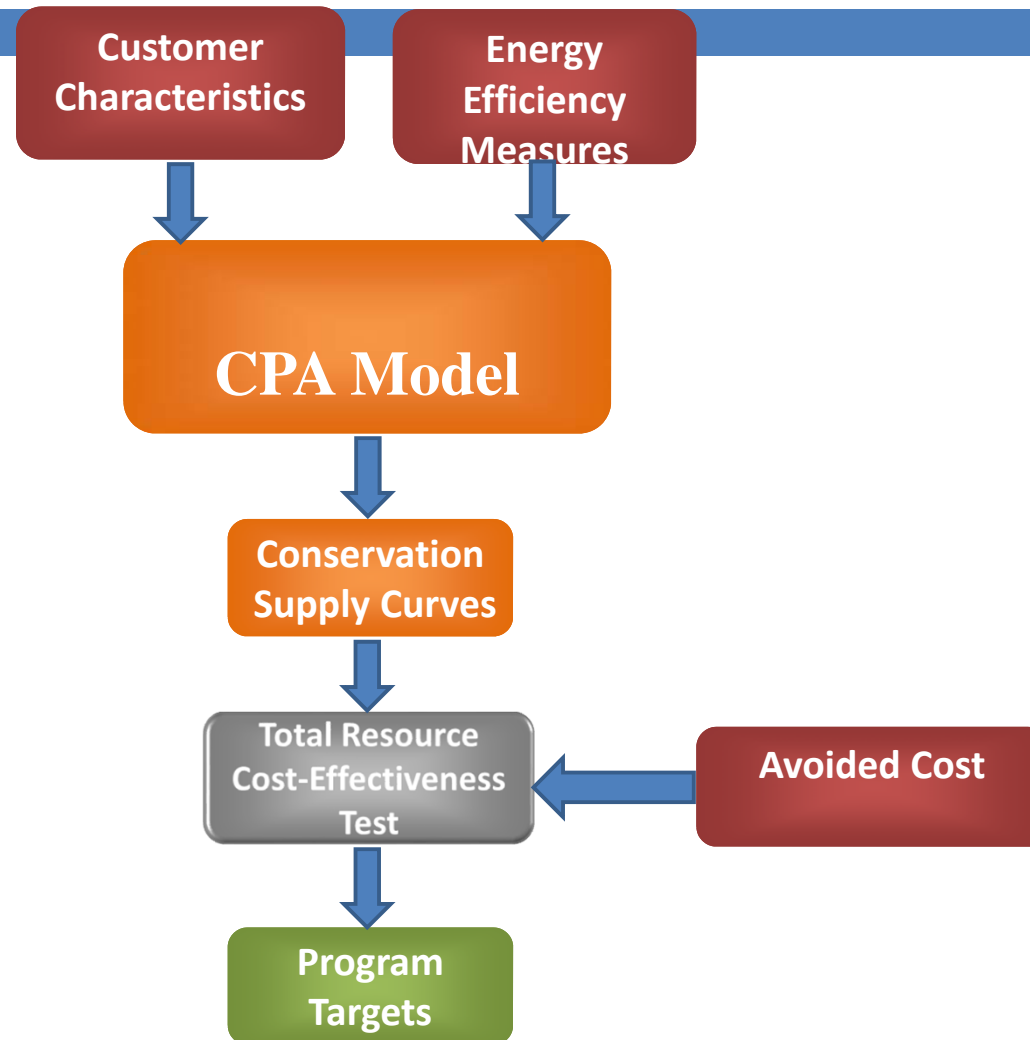 Customer
Characteristics
Energy
Efficiency
Measures
CPA Model
Conservation
Supply Curves
Total Resource
Cost-Effectiveness
Test
Avoided Cost
Program
Targets